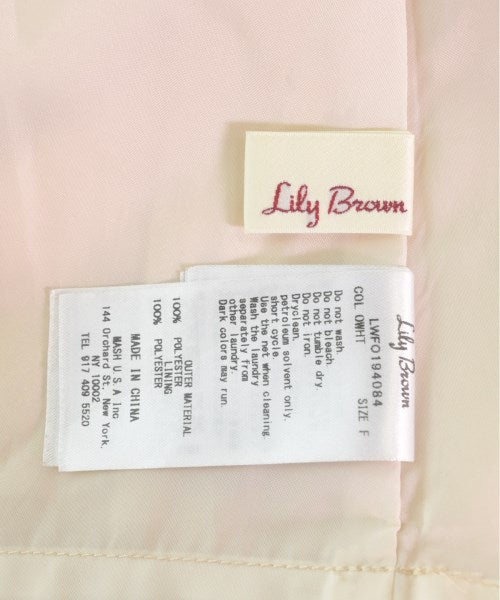 Lily Brown
Lily Brown
LWFO194084
COL OWHT SIZE F
Do not wash.
Do not bleach
Do not tumble dry.
Do not iron.
Dryclean.
petroleum solvent only.
short cycle.
Use the net when cleaning.
Wash the laundry
separately from
other laundry.
Dark colors may run.
OUTER MATERIAL
100% POLYESTER
LINING
100% POLYESTER
MADE IN CHINA
MASH U S A Inc
144 Orchard St. New York,
NY 10002
TEL 917 409 5520